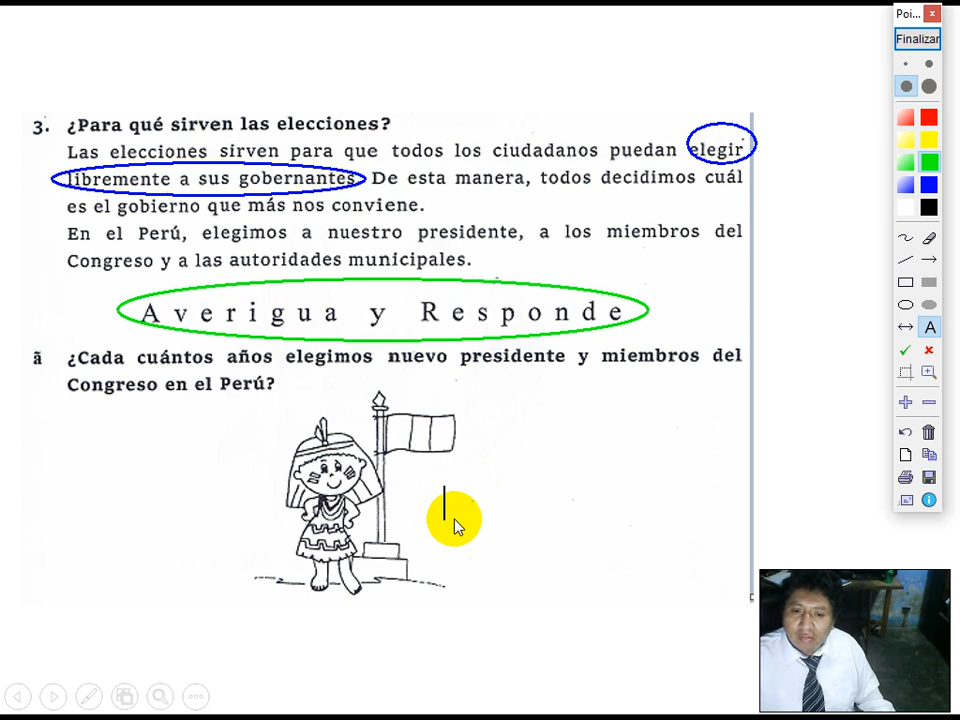 Poi...
Finalizar
3. ¿Para qué sirven las elecciones?
Las elecciones sirven para que todos los ciudadanos puedan elegir
libremente a sus gobernantes. De esta manera, todos decidimos cuál
es el gobierno que más nos conviene.
En el Perú, elegimos a nuestro presidente, a los miembros del
Congreso y a las autoridades municipales.
Averigua y Responde
ã ¿Cada cuántos años elegimos nuevo presidente y miembros del
Congreso en el Perú?
A